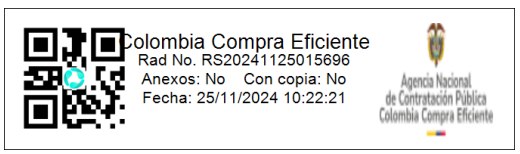 Colombia Compra Eficiente
Rad No. RS20241125015696
Anexos: No Con copia: No
Fecha: 25/11/2024 10:22:21
Agencia Nacional
de Contratación Pública
Colombia Compra Eficiente